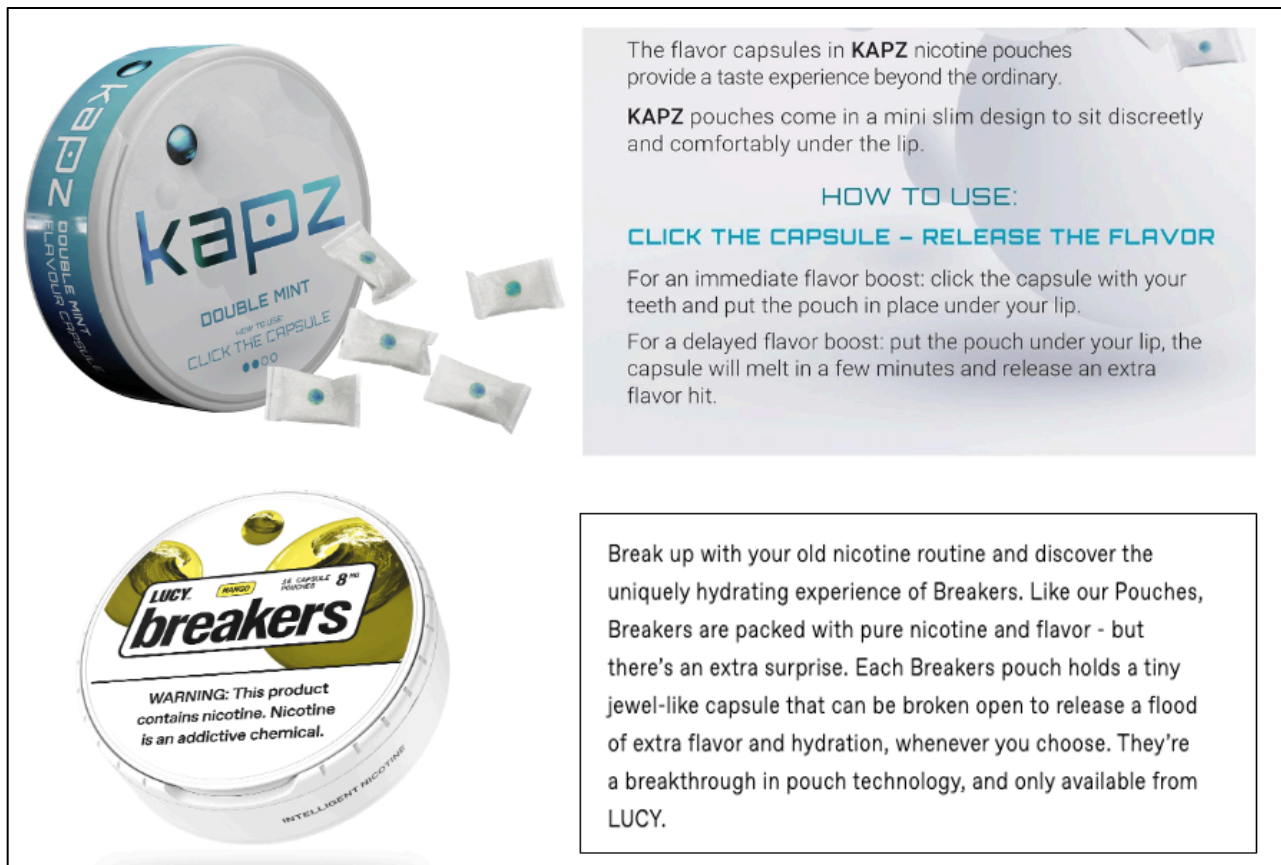 kapz
DOUBLE MINT
FLAVOUR CAPSULE
kapz
DOUBLE MINT
HOW TO USE:
CLICK THE CAPSULE
The flavor capsules in KAPZ nicotine pouches
provide a taste experience beyond the ordinary.
KAPZ pouches come in a mini slim design to sit discreetly
and comfortably under the lip.
HOW TO USE:
CLICK THE CAPSULE – RELEASE THE FLAVOR
For an immediate flavor boost: click the capsule with your
teeth and put the pouch in place under your lip.
For a delayed flavor boost: put the pouch under your lip, the
capsule will melt in a few minutes and release an extra
flavor hit.
LUCY
MANGO
14 CAPSULE
POUCHES
8 MG
breakers
WARNING: This product
contains nicotine. Nicotine
is an addictive chemical.
INTELLIGENT NICOTINE
Break up with your old nicotine routine and discover the
uniquely hydrating experience of Breakers. Like our Pouches,
Breakers are packed with pure nicotine and flavor - but
there's an extra surprise. Each Breakers pouch holds a tiny
jewel-like capsule that can be broken open to release a flood
of extra flavor and hydration, whenever you choose. They're
a breakthrough in pouch technology, and only available from
LUCY.